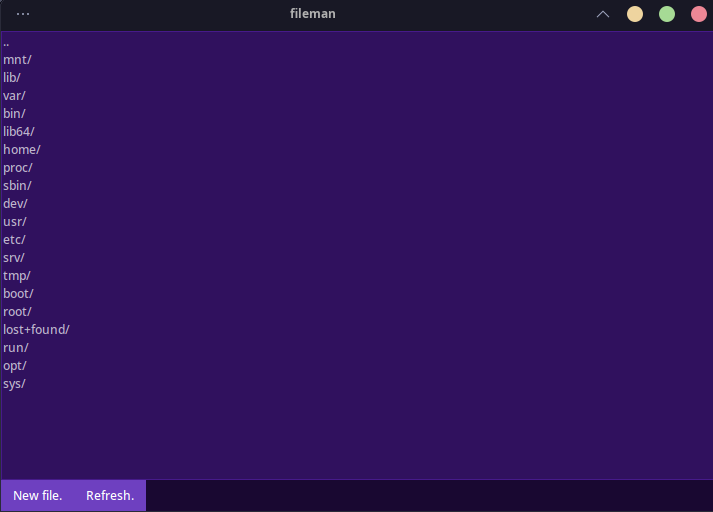 ...
fileman
..
mnt/
lib/
var/
bin/
lib64/
home/
proc/
sbin/
dev/
usr/
etc/
srv/
tmp/
boot/
root/
lost+found/
run/
opt/
sys/
New file. Refresh.